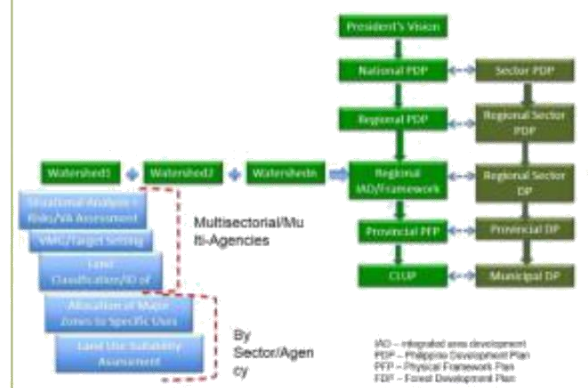 President's Vision
National PDP
Sector PDP
Regional PDP
Regional Sector
PDP
Watershed1
Watershed2
Watershedn
Regional
IAD/Framework
Regional Sector
DP
Situational Analysis +
Risks/VA Assessment
VMG/Target Setting
Land
Classification/ID of
Multisectorial/Mu
lti-Agencies
Provincial PFP
Provincial DP
CLUP
Municipal DP
Allocation of Major
Zones to Specific Uses
Land Use Suitability
Assessment
By
Sector/Agen
cy
IAD – integrated area development
PDP – Philippine Development Plan
PFP – Physical Framework Plan
FDP – Forest Development Plan